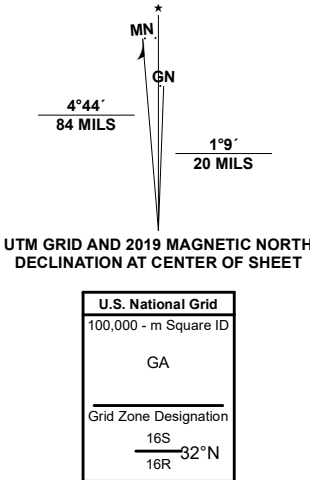 ★
MN
GN
4°44´
84 MILS
1°9´
20 MILS
UTM GRID AND 2019 MAGNETIC NORTH
DECLINATION AT CENTER OF SHEET
U.S. National Grid
100,000 - m Square ID
GA
Grid Zone Designation
16S
32°N
16R